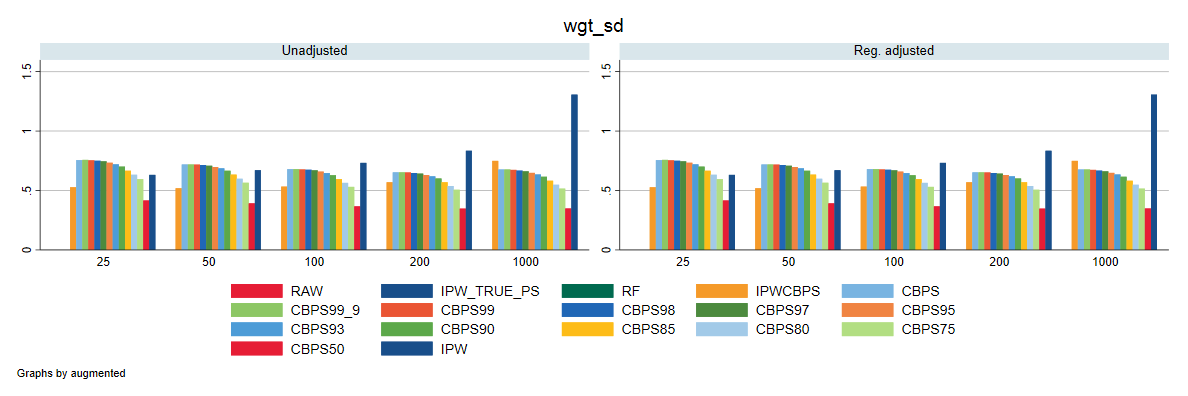 wgt_sd
Unadjusted
Reg. adjusted
1.5
1
.5
0
25 50 100 200 1000
1.5
1
.5
0
25 50 100 200 1000
RAW IPW_TRUE_PS RF IPWCBPS CBPS
CBPS99_9 CBPS99 CBPS98 CBPS97 CBPS95
CBPS93 CBPS90 CBPS85 CBPS80 CBPS75
CBPS50 IPW
Graphs by augmented